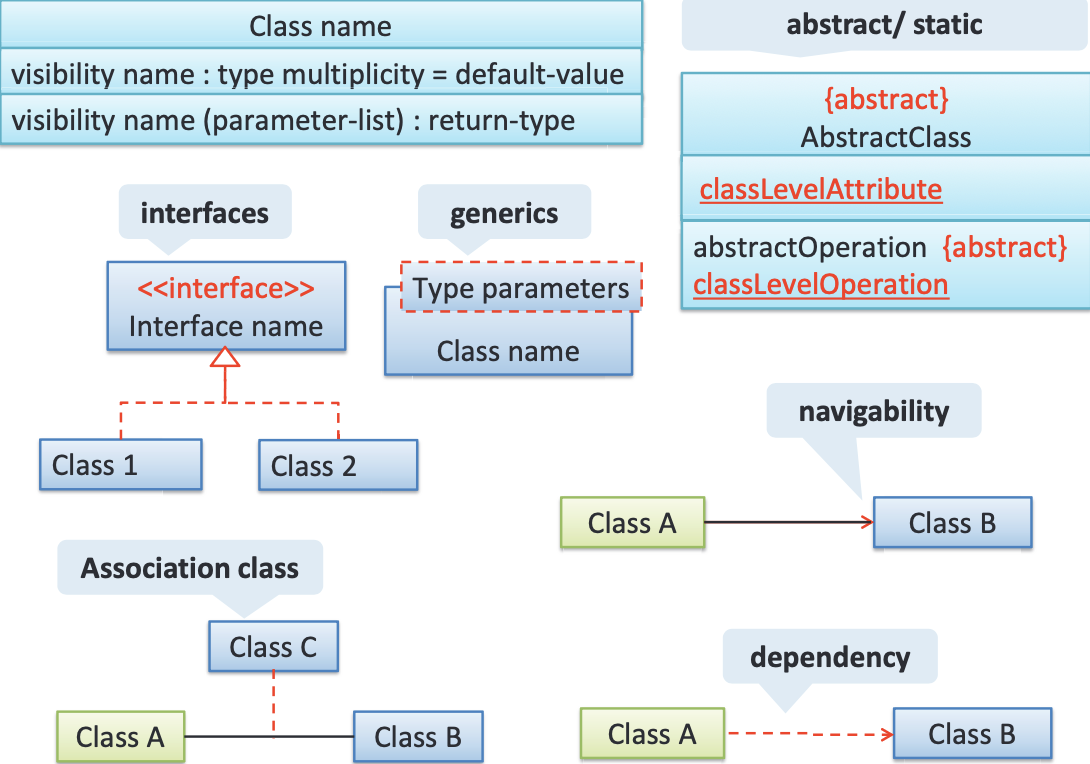 Class name
visibility name : type multiplicity = default-value
visibility name (parameter-list) : return-type
abstract/ static
{abstract}
AbstractClass
classLevelAttribute
abstractOperation {abstract}
classLevelOperation
interfaces
<<interface>>
Interface name
Class 1
Class 2
generics
Type parameters
Class name
navigability
Class A
Class B
Association class
Class C
Class A
Class B
dependency
Class A
Class B